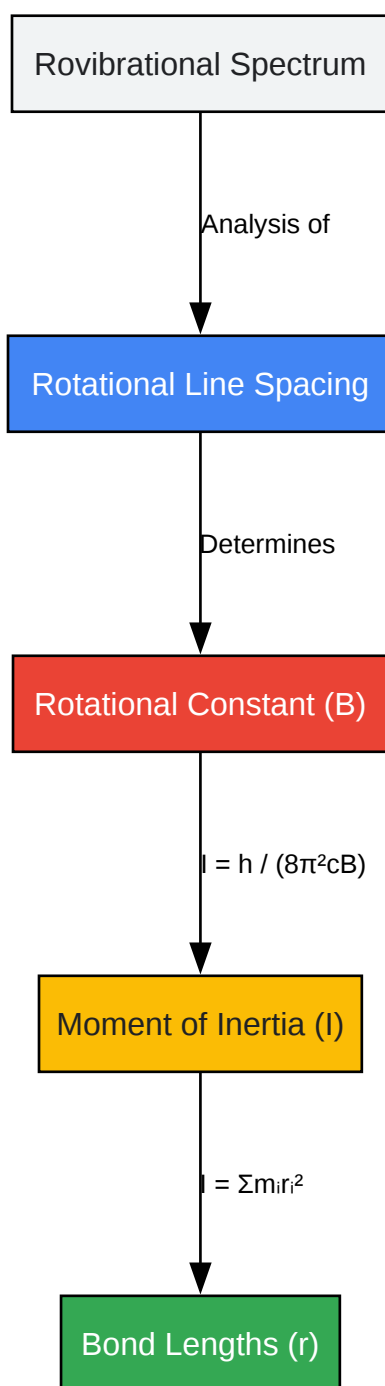 Rovibrational Spectrum
Analysis of
Rotational Line Spacing
Determines
Rotational Constant (B)
I = h / (8π²cB)
Moment of Inertia (I)
I = Σmᵢrᵢ²
Bond Lengths (r)